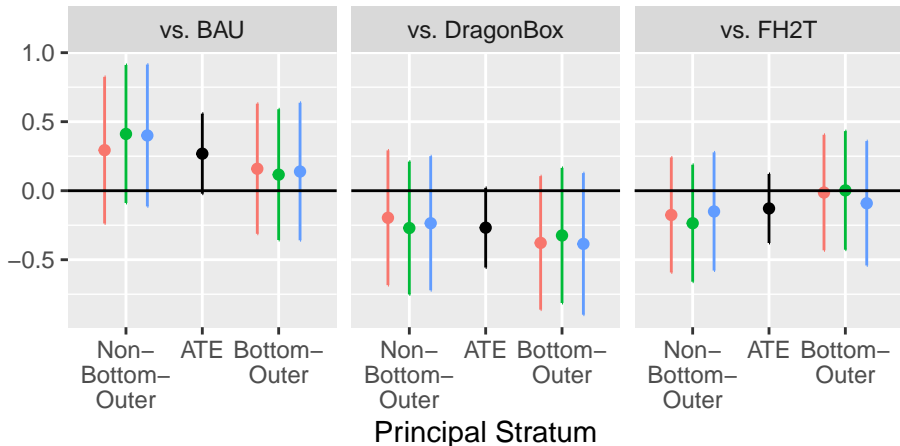 vs. BAU
vs. DragonBox
vs. FH2T
1.0
0.5
0.0
−0.5
Non−
Bottom−
Outer
ATE
Bottom−
Outer
Non−
Bottom−
Outer
ATE
Bottom−
Outer
Non−
Bottom−
Outer
ATE
Bottom−
Outer
Principal Stratum